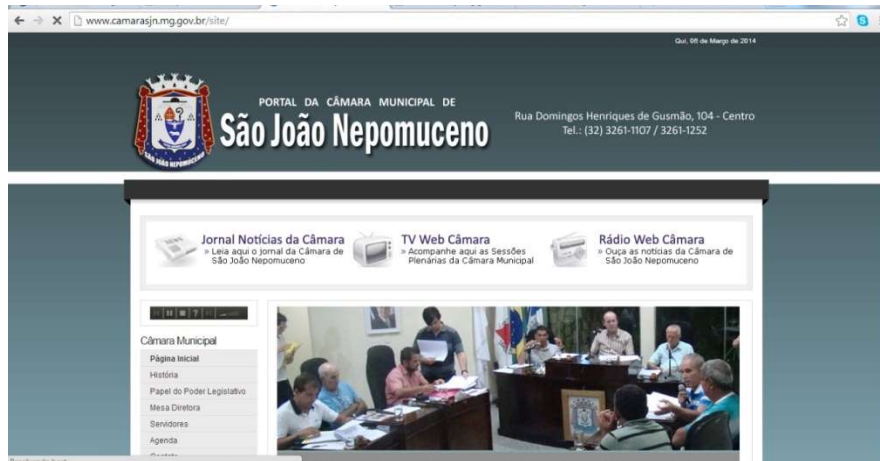 www.camarasjn.mg.gov.br/site/
Qui, 06 de Março de 2014
PORTAL DA CÂMARA MUNICIPAL DE
São João Nepomuceno
SÃO JOÃO NEPOMUCENO
Rua Domingos Henriques de Gusmão, 104 - Centro
Tel.: (32) 3261-1107 / 3261-1252
Jornal Notícias da Câmara
» Leia aqui o jornal da Câmara de
São João Nepomuceno
TV Web Câmara
» Acompanhe aqui as Sessões
Plenárias da Câmara Municipal
Rádio Web Câmara
» Ouça as notícias da Câmara de
São João Nepomuceno
Câmara Municipal
Página Inicial
História
Papel do Poder Legislativo
Mesa Diretora
Servidores
Agenda